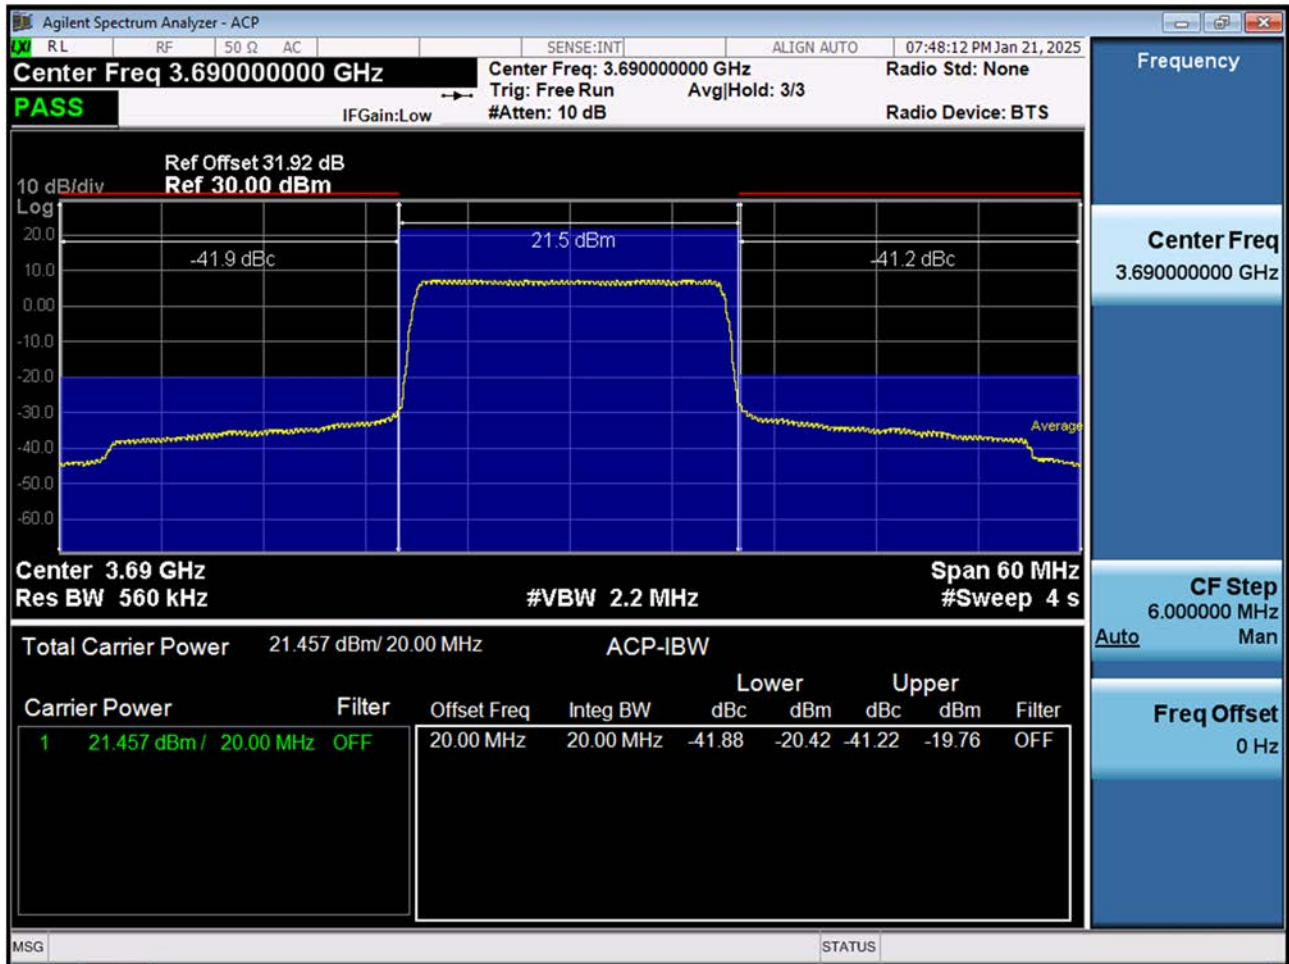 Agilent Spectrum Analyzer - ACP
LXI RL RF 50 Ω AC SENSE:INT ALIGN AUTO 07:48:12 PM Jan 21, 2025
Center Freq 3.690000000 GHz
Center Freq: 3.690000000 GHz
Radio Std: None
Trig: Free Run Avg|Hold: 3/3
PASS
IFGain:Low
#Atten: 10 dB
Radio Device: BTS
Ref Offset 31.92 dB
10 dB/div Ref 30.00 dBm
Log
20.0
10.0
0.00
-10.0
-20.0
-30.0
-40.0
-50.0
-60.0
-41.9 dBc
21.5 dBm
-41.2 dBc
Average
Center 3.69 GHz Span 60 MHz
Res BW 560 kHz #VBW 2.2 MHz #Sweep 4 s
Total Carrier Power 21.457 dBm/ 20.00 MHz ACP-IBW
Lower Upper
Carrier Power Filter Offset Freq Integ BW dBc dBm dBc dBm Filter
1 21.457 dBm / 20.00 MHz OFF 20.00 MHz 20.00 MHz -41.88 -20.42 -41.22 -19.76 OFF
MSG STATUS
Frequency
Center Freq
3.690000000 GHz
CF Step
6.000000 MHz
Auto Man
Freq Offset
0 Hz